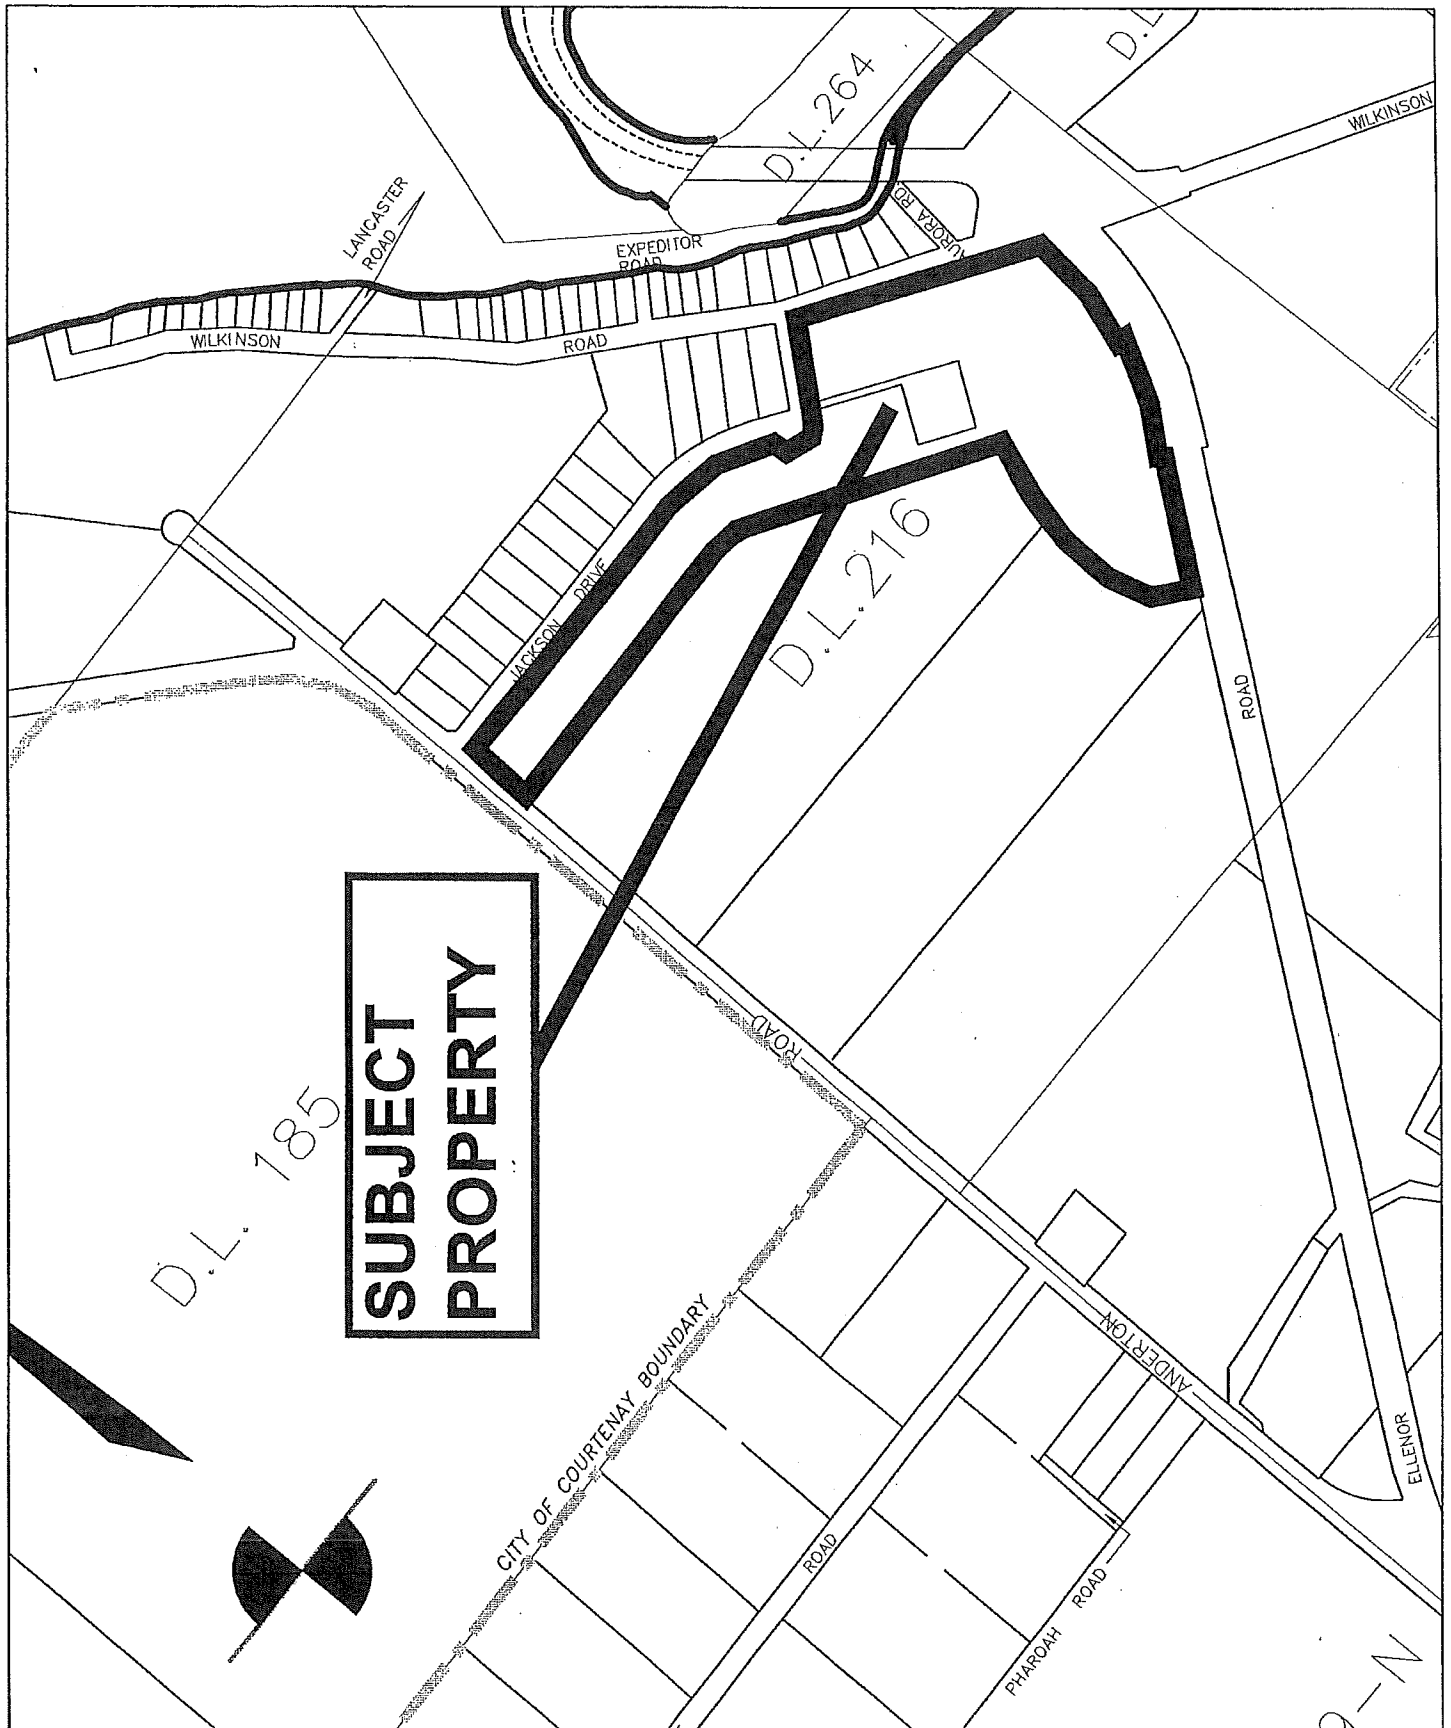 D.L. 264
D.L.
WILKINSON
LANCASTER
ROAD
EXPEDITOR
ROAD
AURORA RD.
WILKINSON
ROAD
JACKSON DRIVE
D.L. 216
ROAD
SUBJECT
PROPERTY
ROAD
D.L. 185
CITY OF COURTENAY BOUNDARY
ANDERTON
ROAD
PHAROAH ROAD
ELLENOR
9-N